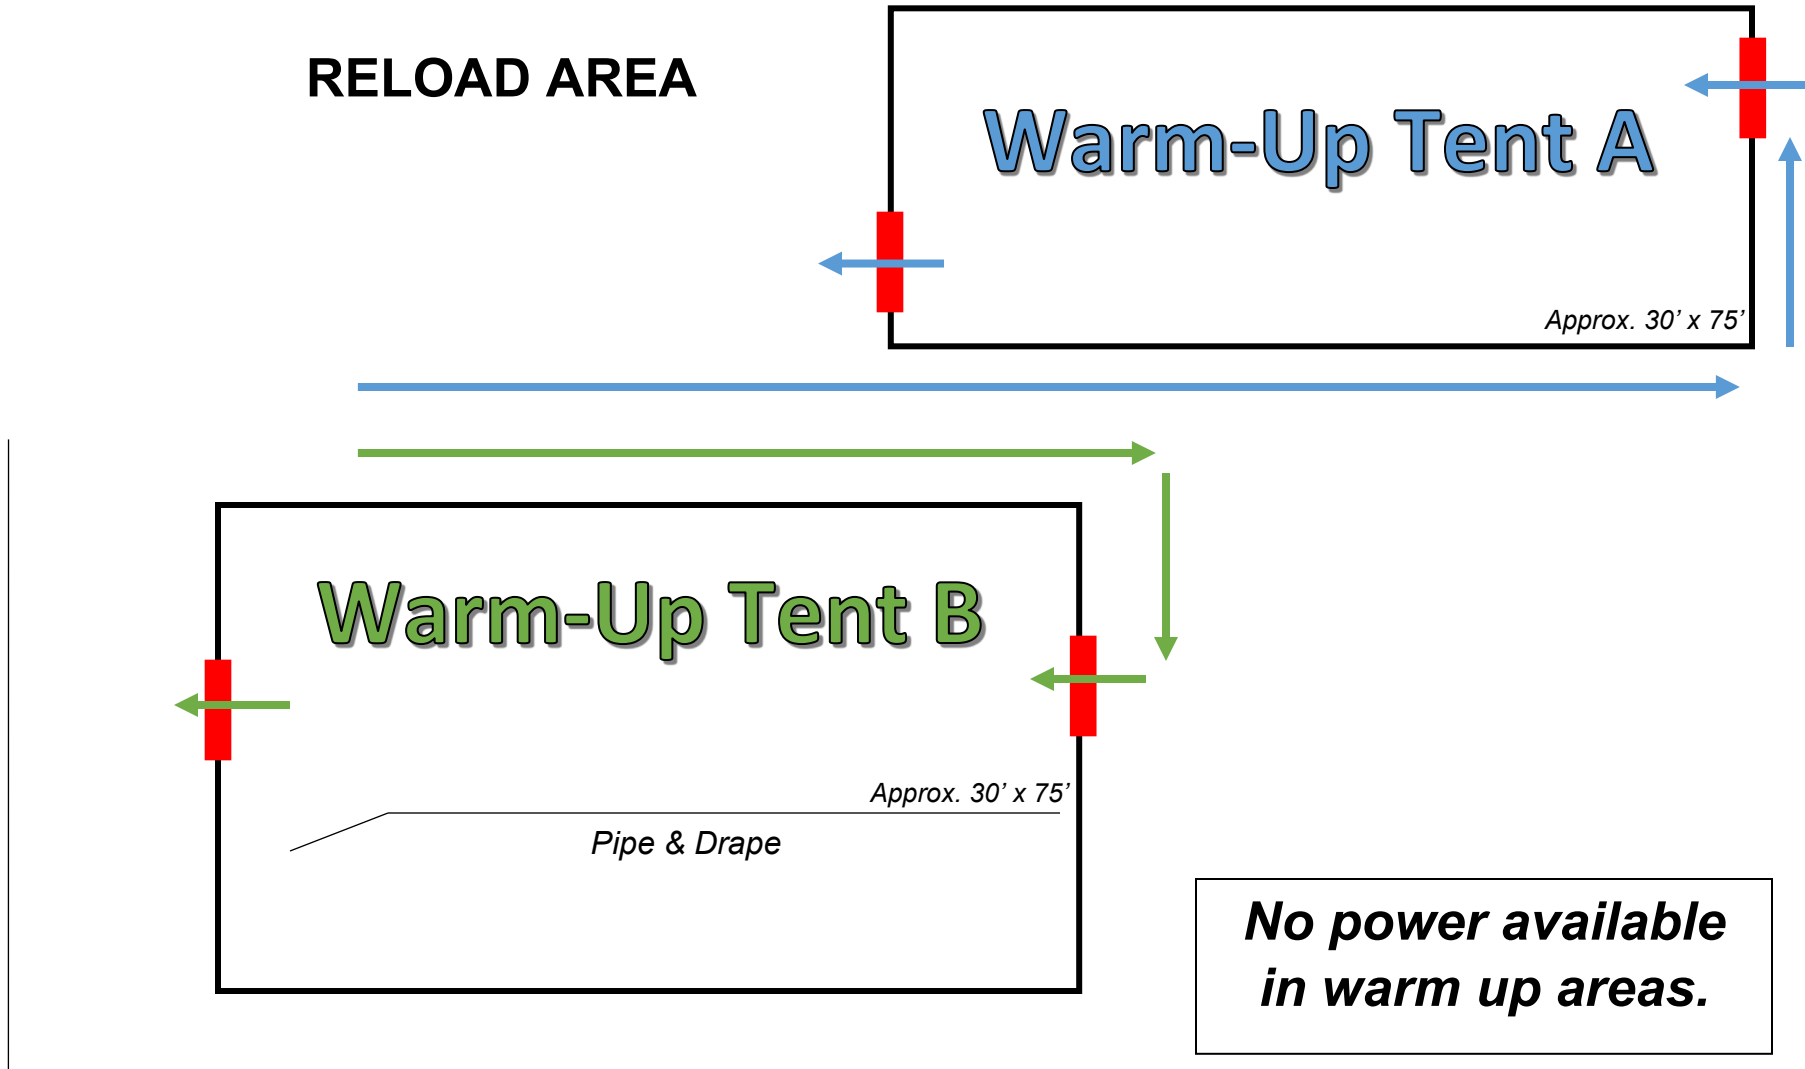 RELOAD AREA
Warm-Up Tent A
Approx. 30’ x 75’
Warm-Up Tent B
Approx. 30’ x 75’
Pipe & Drape
No power available
in warm up areas.